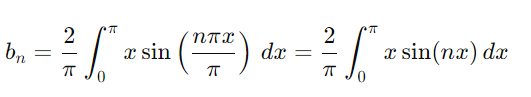 b_n = \frac{2}{\pi} \int_0^{\pi} x \sin\left(\frac{n\pi x}{\pi}\right) dx = \frac{2}{\pi} \int_0^{\pi} x \sin(nx)\, dx